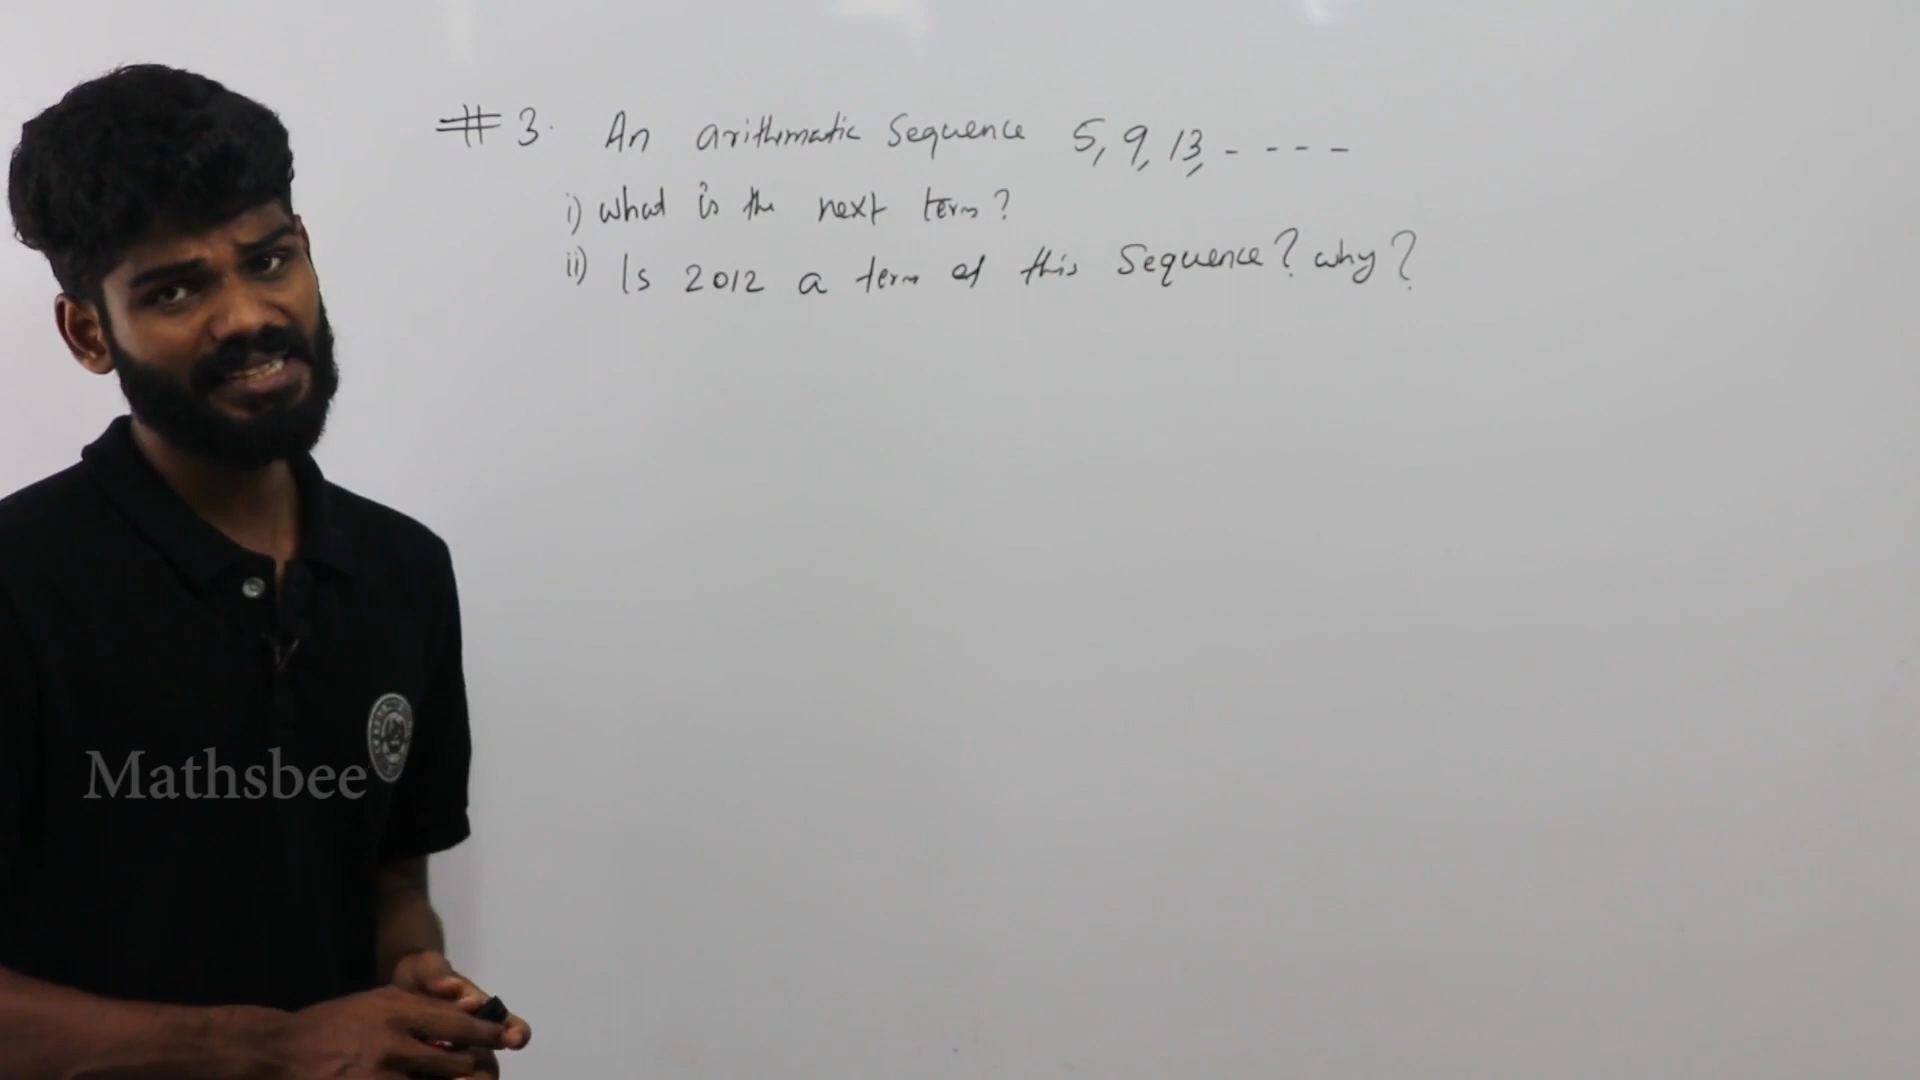 # 3. An arithmatic Sequence 5, 9, 13, - - - -
i) what is the next term?
ii) Is 2012 a term of this Sequence? why?
Mathsbee